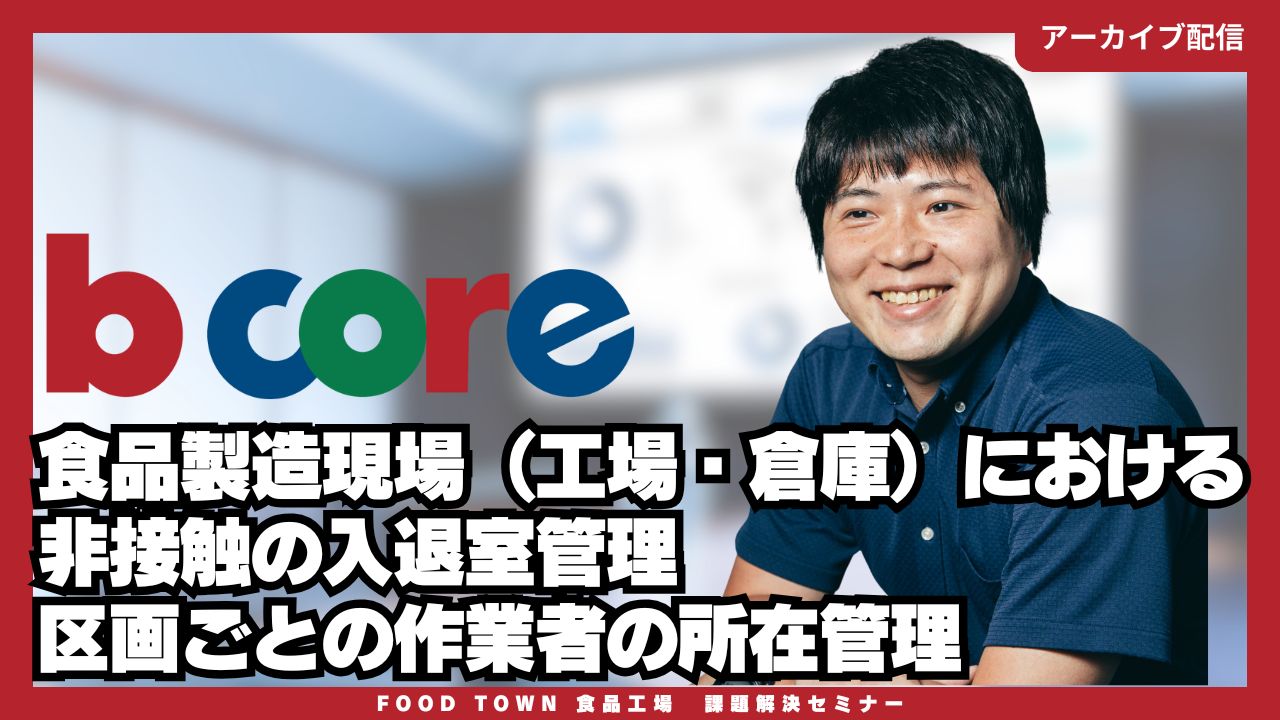 アーカイブ配信
bcore
食品製造現場（工場・倉庫）における
非接触の入退室管理
区画ごとの作業者の所在管理
FOOD TOWN 食品工場 課題解決セミナー